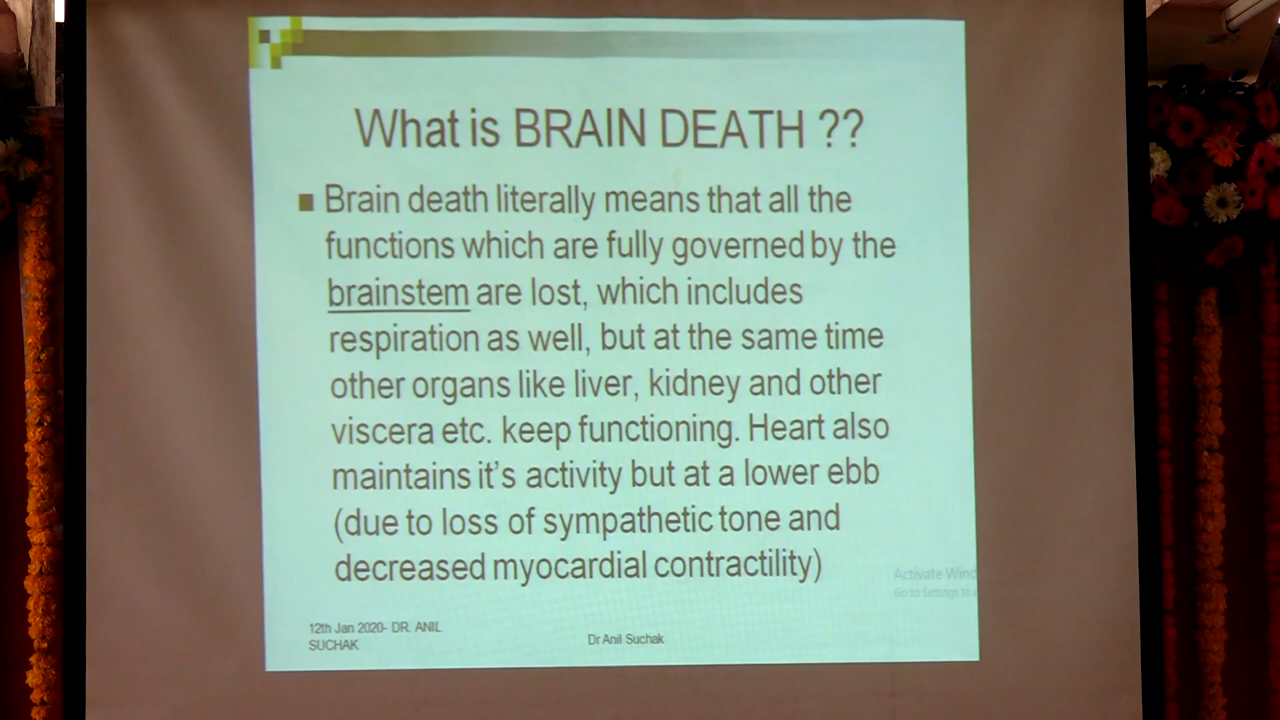 What is BRAIN DEATH ??
Brain death literally means that all the
functions which are fully governed by the
brainstem are lost, which includes
respiration as well, but at the same time
other organs like liver, kidney and other
viscera etc. keep functioning. Heart also
maintains it's activity but at a lower ebb
(due to loss of sympathetic tone and
decreased myocardial contractility)
Activate Wind
Go to Settings to a
12th Jan 2020- DR. ANIL
SUCHAK
Dr Anil Suchak